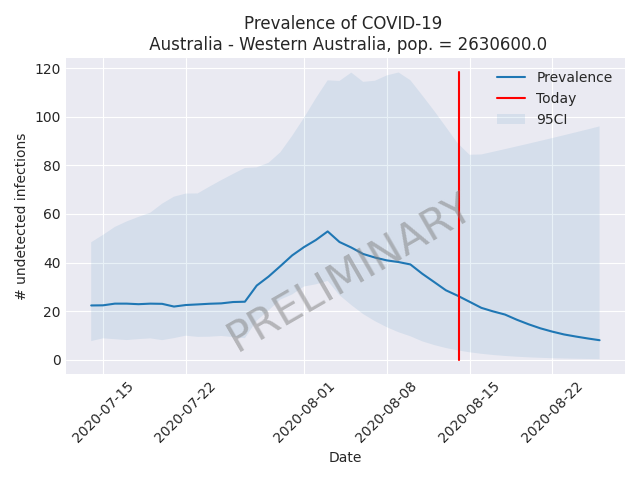 Prevalence of COVID-19
Australia - Western Australia, pop. = 2630600.0
120
100
80
60
40
20
0
# undetected infections
Prevalence
Today
95CI
PRELIMINARY
2020-07-15
2020-07-22
2020-08-01
2020-08-08
2020-08-15
2020-08-22
Date